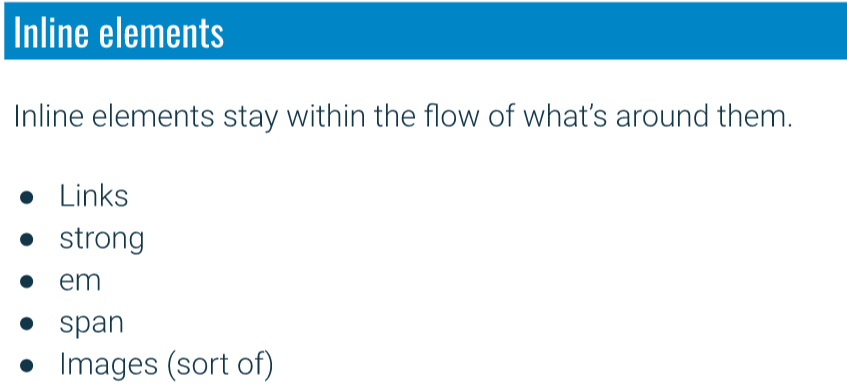 Inline elements
Inline elements stay within the flow of what’s around them.
● Links
● strong
● em
● span
● Images (sort of)